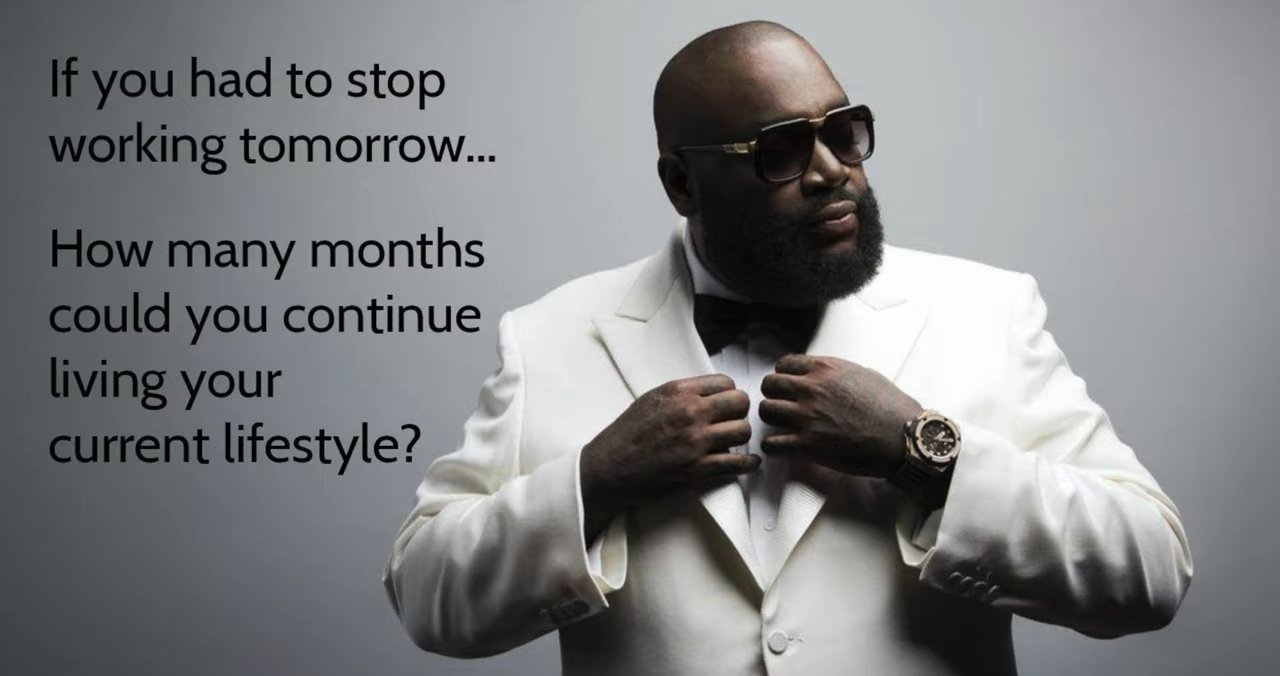 If you had to stop
working tomorrow...
How many months
could you continue
living your
current lifestyle?